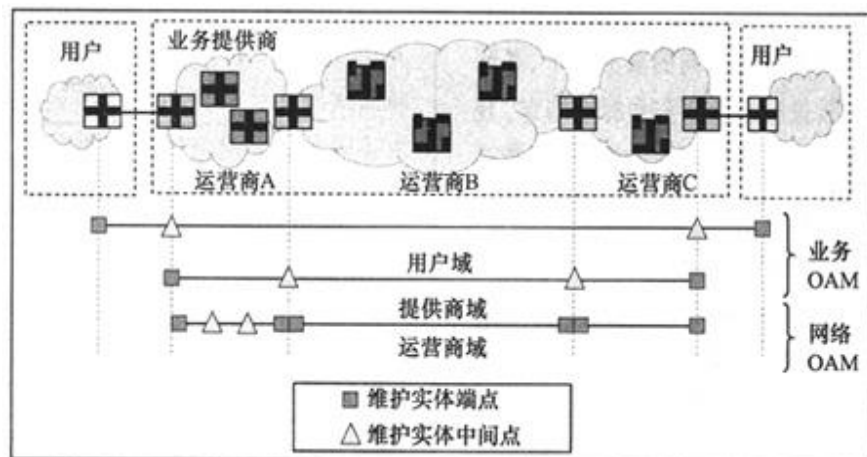 用户
业务提供商
用户
运营商A
运营商B
运营商C
用户域
业务
OAM
提供商域
运营商域
网络
OAM
维护实体端点
维护实体中间点